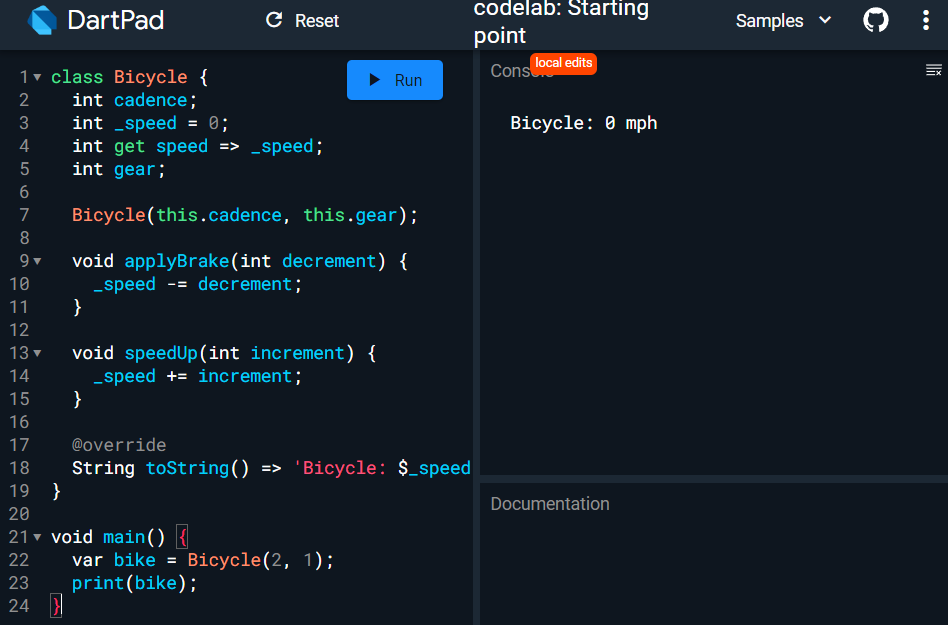 DartPad
Reset
codelab: Starting
point
Samples
local edits
1 class Bicycle {
2 int cadence;
3 int _speed = 0;
4 int get speed => _speed;
5 int gear;
6
7 Bicycle(this.cadence, this.gear);
8
9 void applyBrake(int decrement) {
10 _speed -= decrement;
11 }
12
13 void speedUp(int increment) {
14 _speed += increment;
15 }
16
17 @override
18 String toString() => 'Bicycle: $_speed
19 }
20
21 void main() {
22 var bike = Bicycle(2, 1);
23 print(bike);
24 }
Run
Console
Bicycle: 0 mph
Documentation